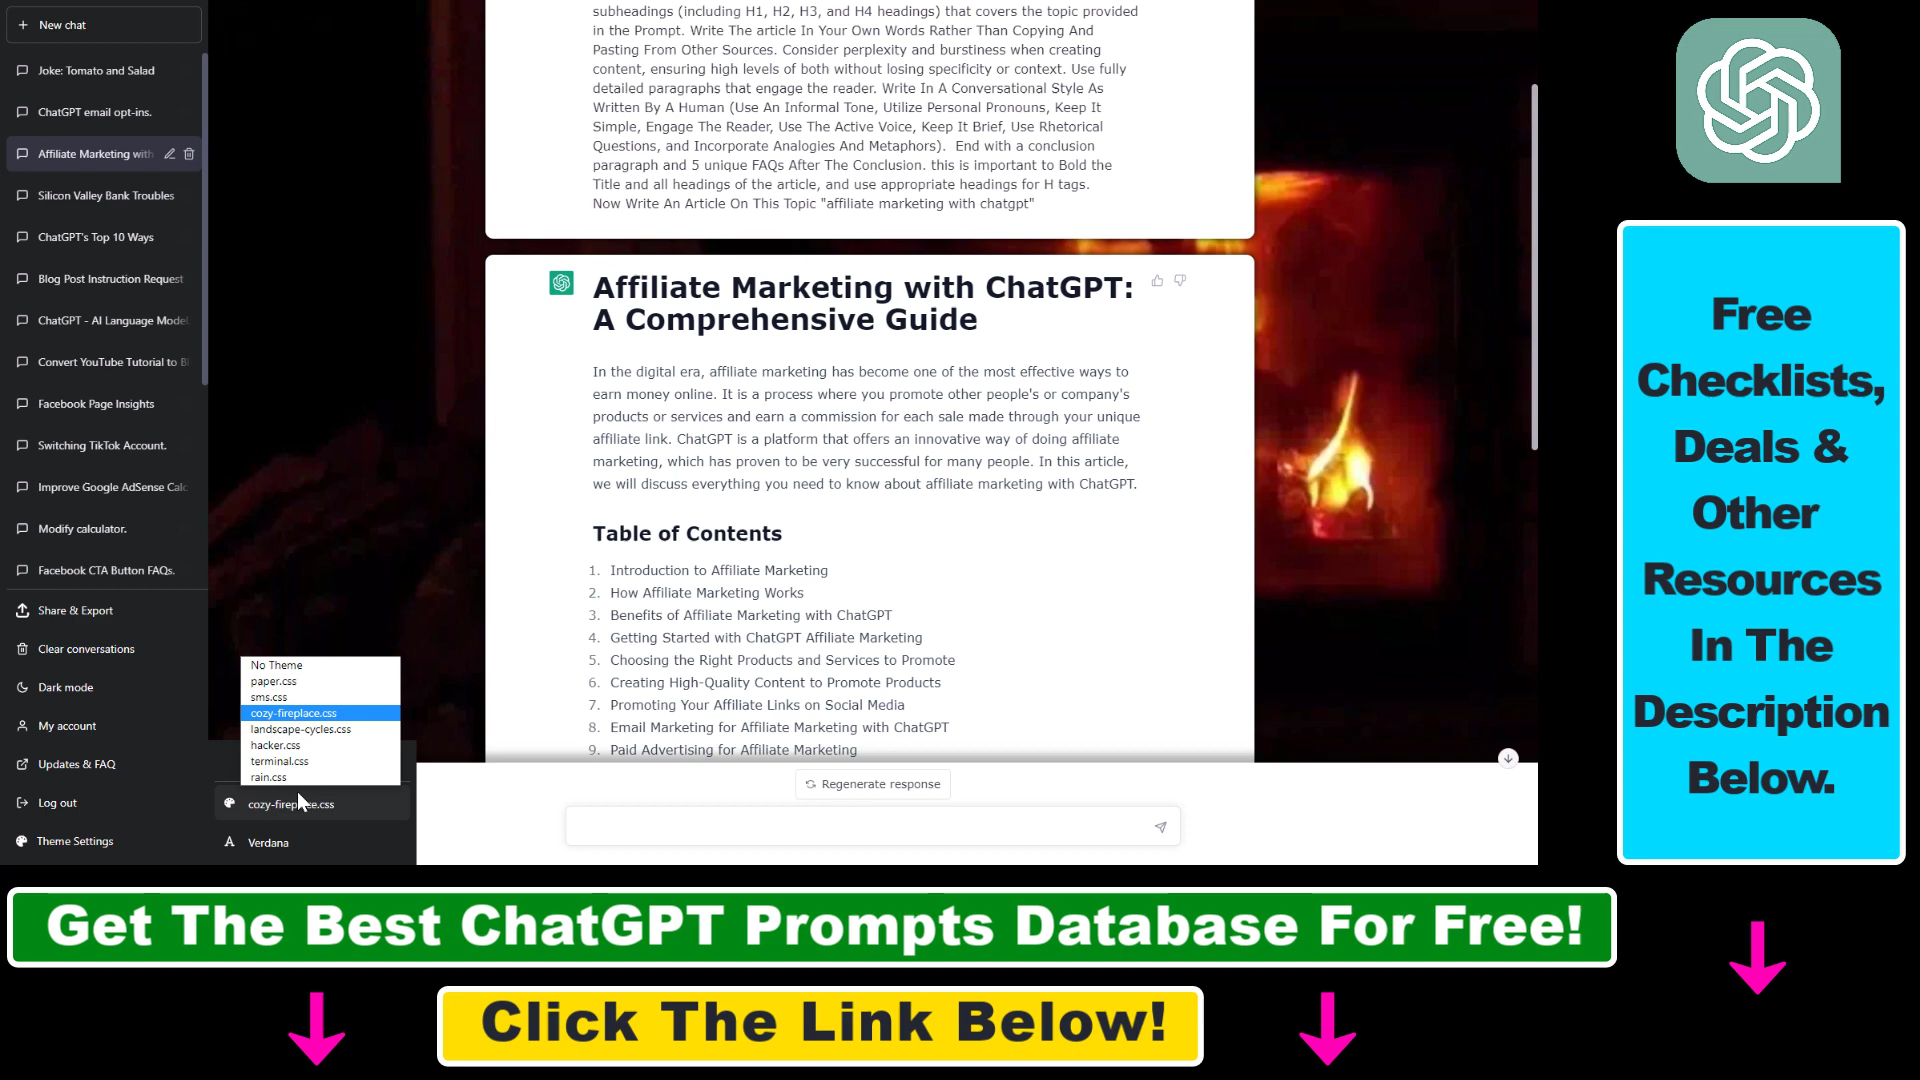 New chat
Joke: Tomato and Salad
ChatGPT email opt-ins.
Affiliate Marketing with
Silicon Valley Bank Troubles
ChatGPT's Top 10 Ways
Blog Post Instruction Request
ChatGPT - AI Language Model
Convert YouTube Tutorial to B
Facebook Page Insights
Switching TikTok Account.
Improve Google AdSense Calc
Modify calculator.
Facebook CTA Button FAQs.
Share & Export
Clear conversations
Dark mode
My account
Updates & FAQ
Log out
Theme Settings
No Theme
paper.css
sms.css
cozy-fireplace.css
landscape-cycles.css
hacker.css
terminal.css
rain.css
cozy-fireplace.css
Verdana
subheadings (including H1, H2, H3, and H4 headings) that covers the topic provided
in the Prompt. Write The article In Your Own Words Rather Than Copying And
Pasting From Other Sources. Consider perplexity and burstiness when creating
content, ensuring high levels of both without losing specificity or context. Use fully
detailed paragraphs that engage the reader. Write In A Conversational Style As
Written By A Human (Use An Informal Tone, Utilize Personal Pronouns, Keep It
Simple, Engage The Reader, Use The Active Voice, Keep It Brief, Use Rhetorical
Questions, and Incorporate Analogies And Metaphors). End with a conclusion
paragraph and 5 unique FAQs After The Conclusion. this is important to Bold the
Title and all headings of the article, and use appropriate headings for H tags.
Now Write An Article On This Topic "affiliate marketing with chatgpt"
Affiliate Marketing with ChatGPT:
A Comprehensive Guide
In the digital era, affiliate marketing has become one of the most effective ways to
earn money online. It is a process where you promote other people's or company's
products or services and earn a commission for each sale made through your unique
affiliate link. ChatGPT is a platform that offers an innovative way of doing affiliate
marketing, which has proven to be very successful for many people. In this article,
we will discuss everything you need to know about affiliate marketing with ChatGPT.
Table of Contents
1. Introduction to Affiliate Marketing
2. How Affiliate Marketing Works
3. Benefits of Affiliate Marketing with ChatGPT
4. Getting Started with ChatGPT Affiliate Marketing
5. Choosing the Right Products and Services to Promote
6. Creating High-Quality Content to Promote Products
7. Promoting Your Affiliate Links on Social Media
8. Email Marketing for Affiliate Marketing with ChatGPT
9. Paid Advertising for Affiliate Marketing
Regenerate response
Free
Checklists,
Deals &
Other
Resources
In The
Description
Below.
Get The Best ChatGPT Prompts Database For Free!
Click The Link Below!